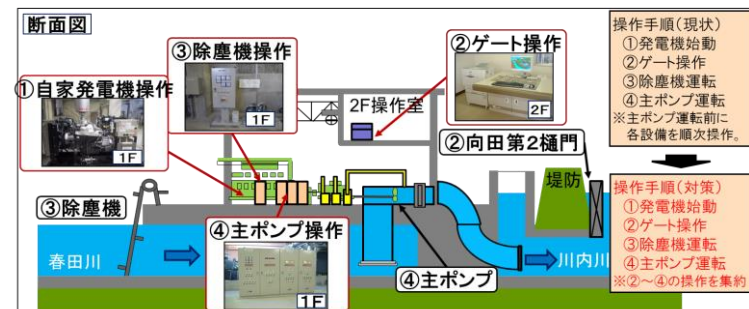 断面図
③除塵機操作
1F
①自家発電機操作
1F
②ゲート操作
2F
2F操作室
②向田第2樋門
堤防
③除塵機
④主ポンプ操作
1F
④主ポンプ
春田川
川内川
操作手順(現状)
①発電機始動
②ゲート操作
③除塵機運転
④主ポンプ運転
※主ポンプ運転前に
各設備を順次操作。
操作手順(対策)
①発電機始動
②ゲート操作
③除塵機運転
④主ポンプ運転
※②～④の操作を集約